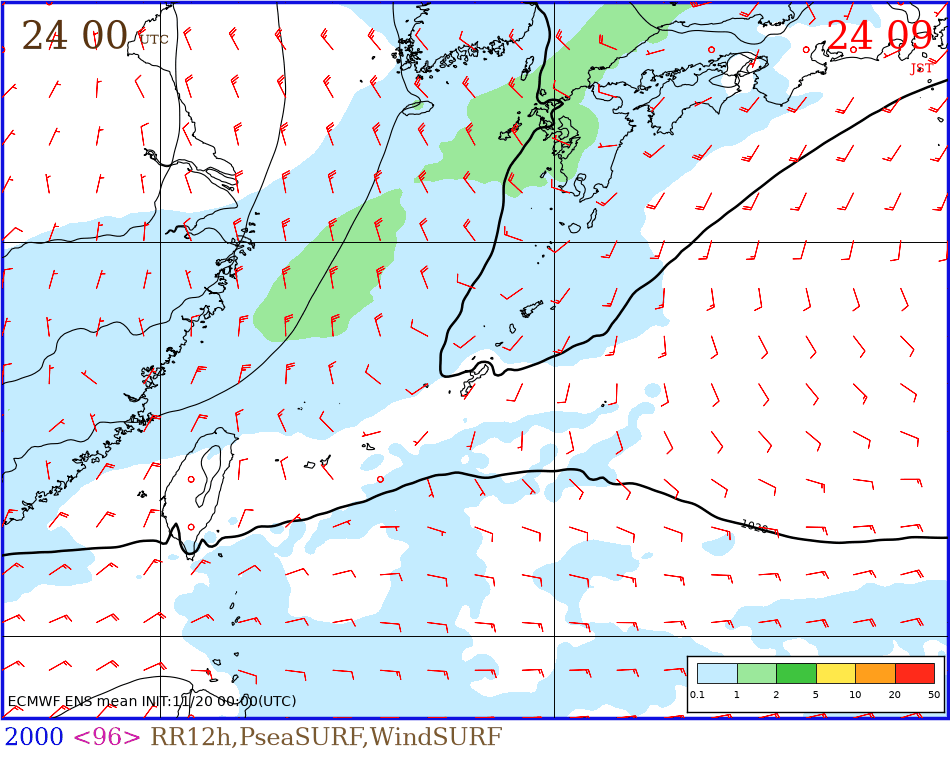 24 00 UTC
24 09
JST
1020
ECMWF ENS mean INIT:11/20 00:00(UTC)
0.1 1 2 5 10 20 50
2000 <96> RR12h,PseaSURF,WindSURF